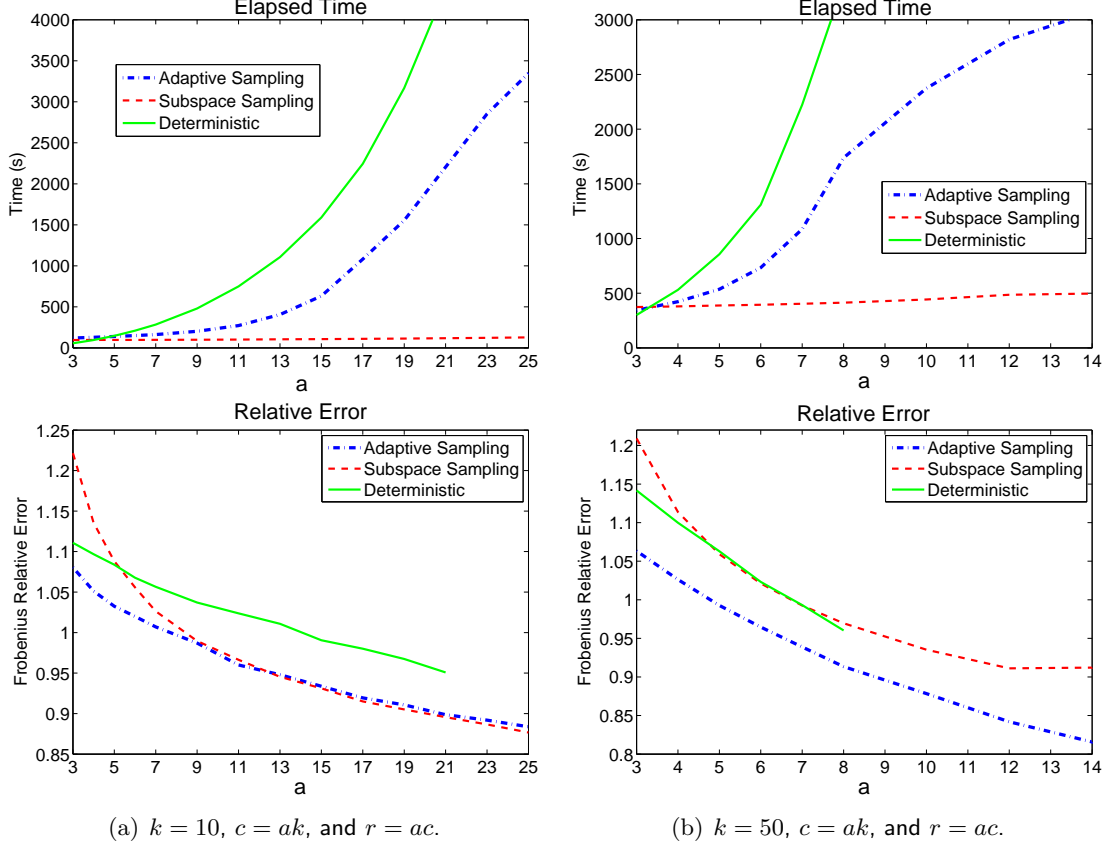 Elapsed Time
4000
3500
3000
2500
2000
1500
1000
500
0
Time (s)
Adaptive Sampling
Subspace Sampling
Deterministic
3 5 7 9 11 13 15 17 19 21 23 25
a
Elapsed Time
3000
2500
2000
1500
1000
500
0
Time (s)
Adaptive Sampling
Subspace Sampling
Deterministic
3 4 5 6 7 8 9 10 11 12 13 14
a
Relative Error
1.25
1.2
1.15
1.1
1.05
1
0.95
0.9
0.85
Frobenius Relative Error
Adaptive Sampling
Subspace Sampling
Deterministic
3 5 7 9 11 13 15 17 19 21 23 25
a
Relative Error
1.2
1.15
1.1
1.05
1
0.95
0.9
0.85
0.8
Frobenius Relative Error
Adaptive Sampling
Subspace Sampling
Deterministic
3 4 5 6 7 8 9 10 11 12 13 14
a
(a) k = 10, c = ak, and r = ac.
(b) k = 50, c = ak, and r = ac.